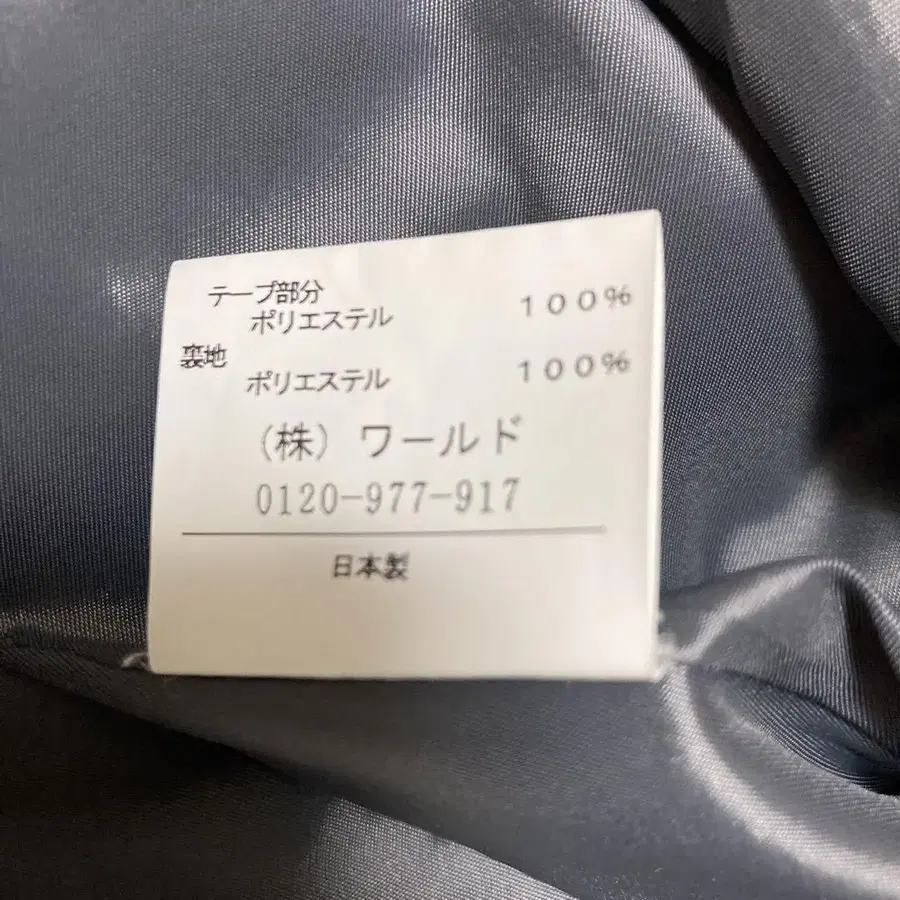 テープ部分
ポリエステル 100%
裏地
ポリエステル 100%
(株) ワールド
0120-977-917
日本製